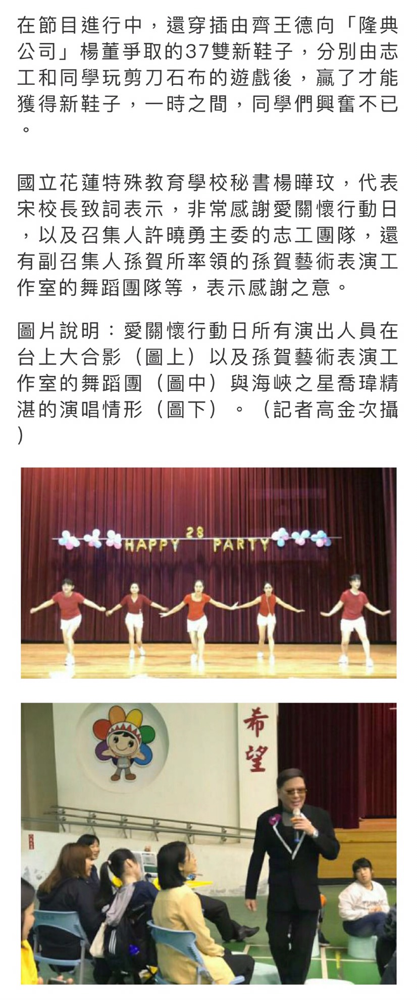 在節目進行中，還穿插由齊王德向「隆典
公司」楊董爭取的37雙新鞋子，分別由志
工和同學玩剪刀石布的遊戲後，贏了才能
獲得新鞋子，一時之間，同學們興奮不已
。
國立花蓮特殊教育學校秘書楊曄玟，代表
宋校長致詞表示，非常感謝愛關懷行動日
，以及召集人許曉勇主委的志工團隊，還
有副召集人孫賀所率領的孫賀藝術表演工
作室的舞蹈團隊等，表示感謝之意。
圖片說明：愛關懷行動日所有演出人員在
台上大合影（圖上）以及孫賀藝術表演工
作室的舞蹈團（圖中）與海峽之星喬瑋精
湛的演唱情形（圖下）。（記者高金次攝
）
28
HAPPY PARTY
希望